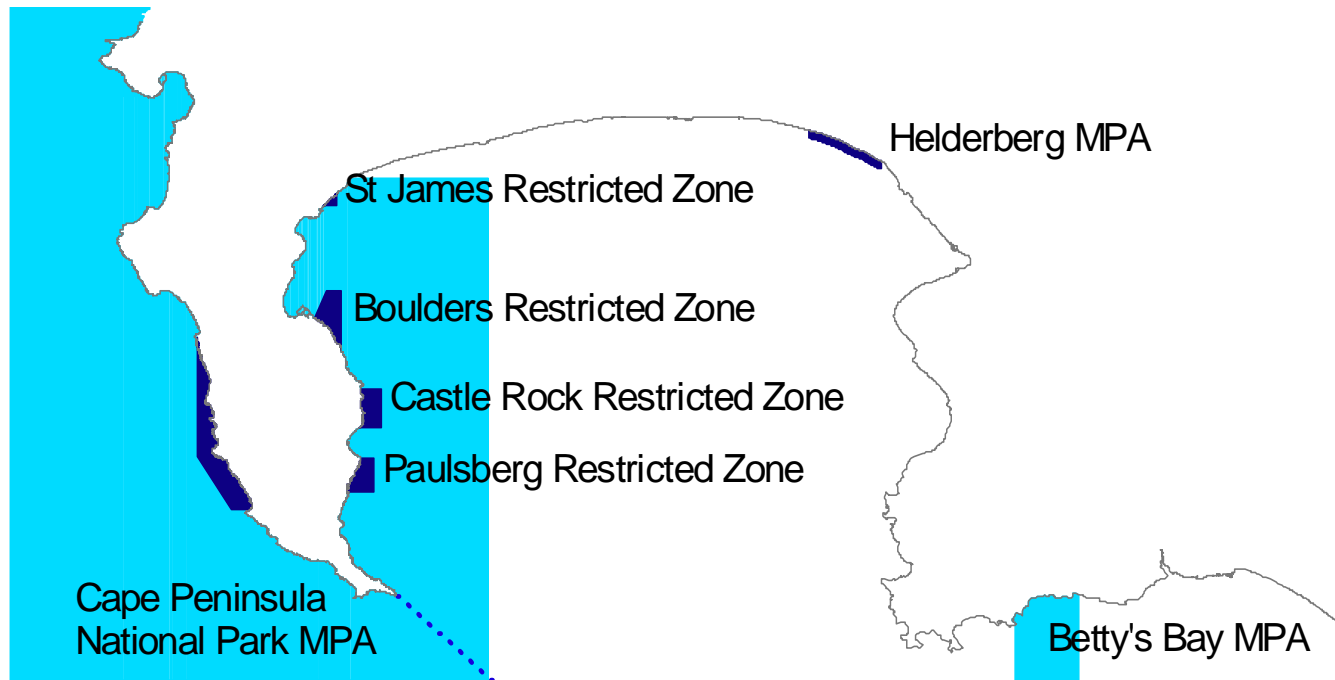 Helderberg MPA
St James Restricted Zone
Boulders Restricted Zone
Castle Rock Restricted Zone
Paulsberg Restricted Zone
Cape Peninsula
National Park MPA
Betty's Bay MPA